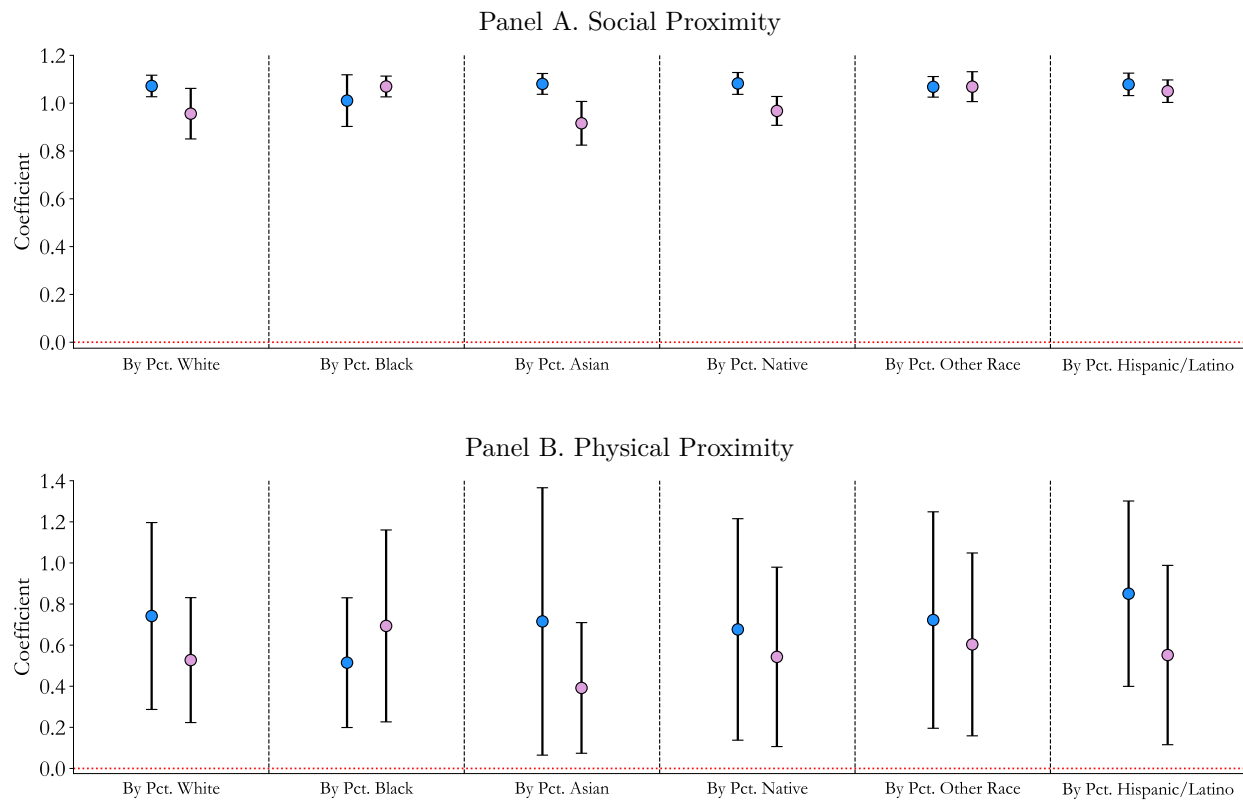 Panel A. Social Proximity
Coefficient
1.2
1.0
0.8
0.6
0.4
0.2
0.0
By Pct. White
By Pct. Black
By Pct. Asian
By Pct. Native
By Pct. Other Race
By Pct. Hispanic/Latino
Panel B. Physical Proximity
Coefficient
1.4
1.2
1.0
0.8
0.6
0.4
0.2
0.0
By Pct. White
By Pct. Black
By Pct. Asian
By Pct. Native
By Pct. Other Race
By Pct. Hispanic/Latino